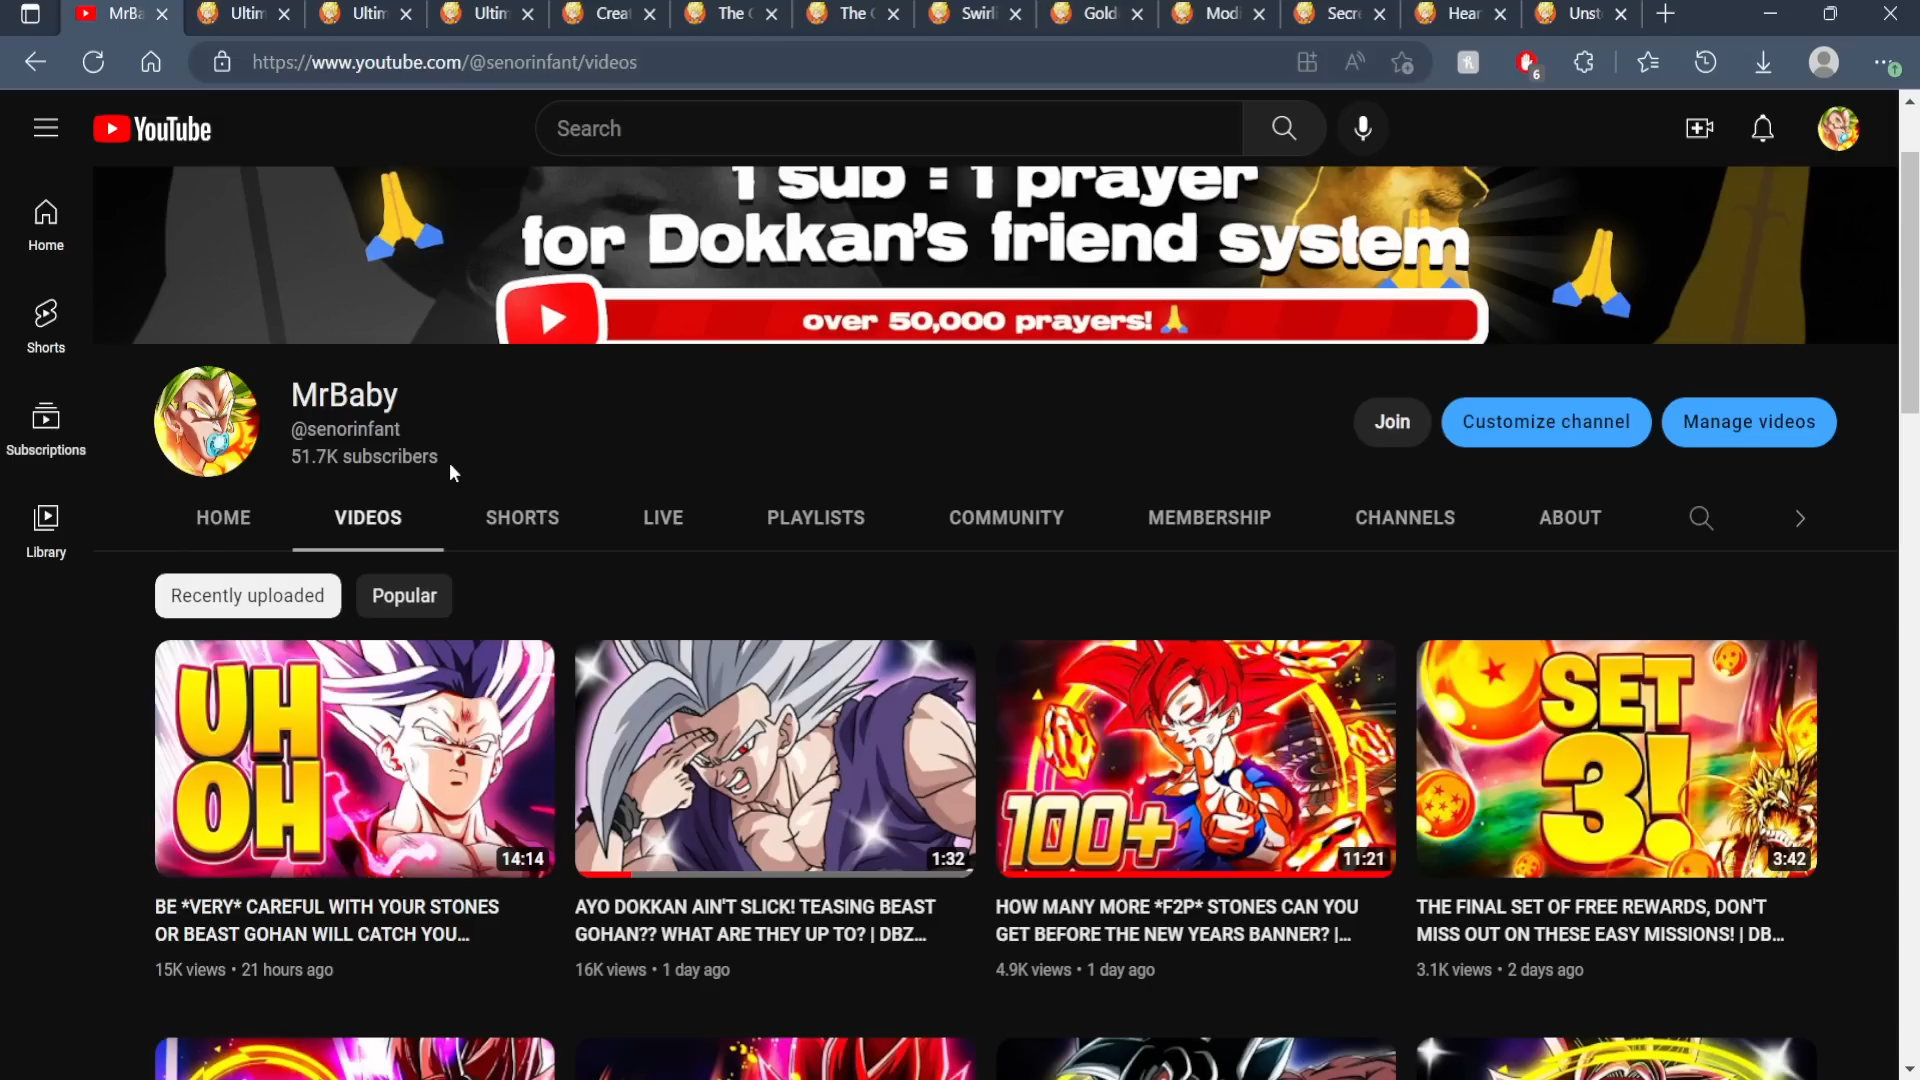 MrBa
Ultim
Ultim
Ultim
Crea
The
The
Swirl
Gold
Modi
Secre
Hear
Unst
https://www.youtube.com/@senorinfant/videos
6
YouTube
Search
Home
Shorts
Subscriptions
Library
1 sub = 1 prayer
for Dokkan's friend system
over 50,000 prayers! 🙏
MrBaby
@senorinfant
51.7K subscribers
Join
Customize channel
Manage videos
HOME
VIDEOS
SHORTS
LIVE
PLAYLISTS
COMMUNITY
MEMBERSHIP
CHANNELS
ABOUT
Recently uploaded
Popular
UH
OH
14:14
1:32
100+
11:21
SET
3!
3:42
BE *VERY* CAREFUL WITH YOUR STONES
OR BEAST GOHAN WILL CATCH YOU...
15K views • 21 hours ago
AYO DOKKAN AIN'T SLICK! TEASING BEAST
GOHAN?? WHAT ARE THEY UP TO? | DBZ...
16K views • 1 day ago
HOW MANY MORE *F2P* STONES CAN YOU
GET BEFORE THE NEW YEARS BANNER? |...
4.9K views • 1 day ago
THE FINAL SET OF FREE REWARDS, DON'T
MISS OUT ON THESE EASY MISSIONS! | DB...
3.1K views • 2 days ago